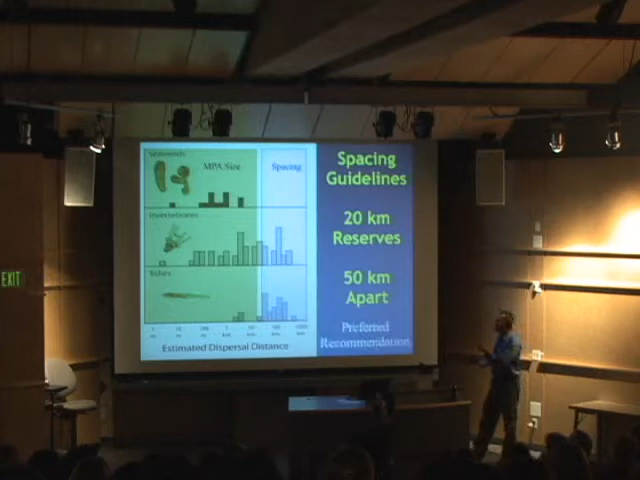 Seaweeds
MPA Size
Spacing
Invertebrates
Fishes
Estimated Dispersal Distance
Spacing
Guidelines
20 km
Reserves
50 km
Apart
Preferred
Recommendation
EXIT